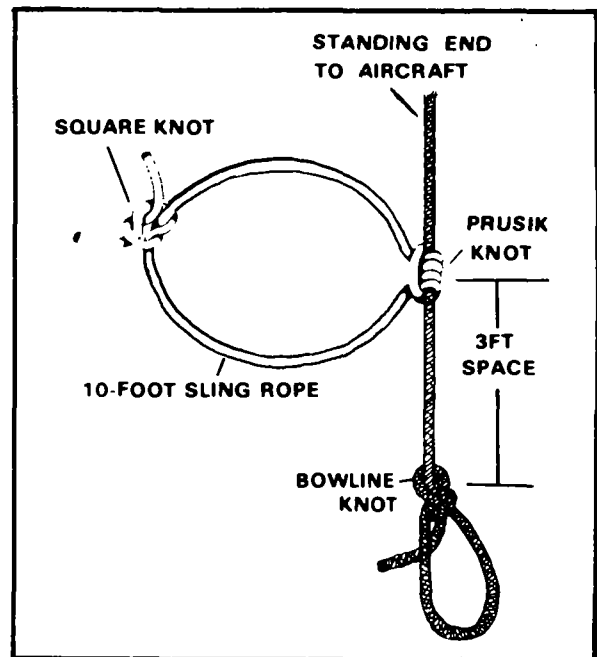 STANDING END
TO AIRCRAFT
SQUARE KNOT
PRUSIK
KNOT
3FT
SPACE
10-FOOT SLING ROPE
BOWLINE
KNOT